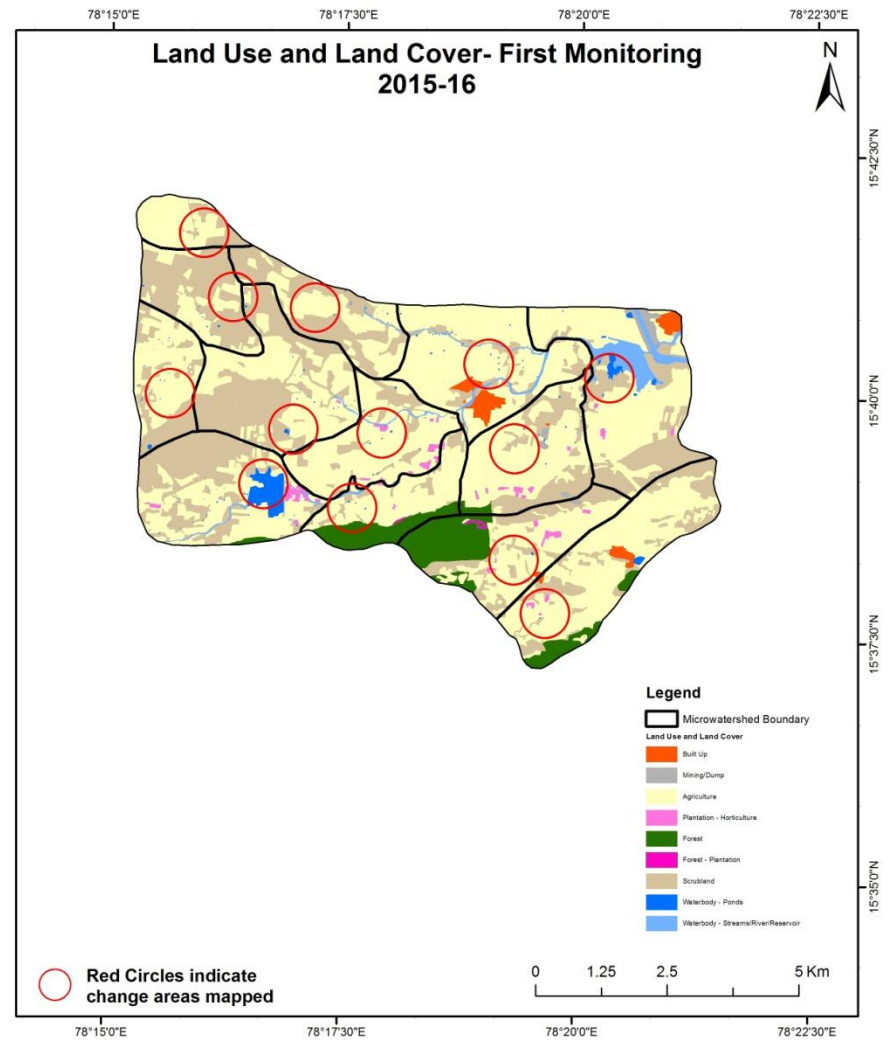 78°15'0"E 78°17'30"E 78°20'0"E 78°22'30"E
Land Use and Land Cover- First Monitoring
2015-16
N
15°42'30"N
15°40'0"N
15°37'30"N
15°35'0"N
Legend
Microwatershed Boundary
Land Use and Land Cover
Built Up
Mining/Dump
Agriculture
Plantation - Horticulture
Forest
Forest - Plantation
Scrubland
Waterbody - Ponds
Waterbody - Streams/River/Reservoir
Red Circles indicate
change areas mapped
0 1.25 2.5 5 Km
78°15'0"E 78°17'30"E 78°20'0"E 78°22'30"E